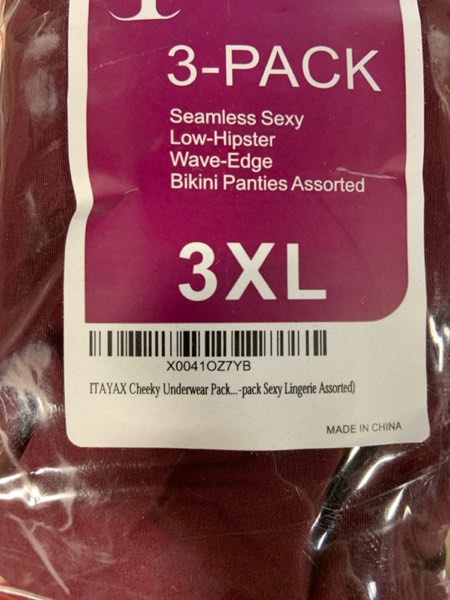 3-PACK
Seamless Sexy
Low-Hipster
Wave-Edge
Bikini Panties Assorted
3XL
X0041OZ7YB
ITAYAX Cheeky Underwear Pack...-pack Sexy Lingerie Assorted)
MADE IN CHINA